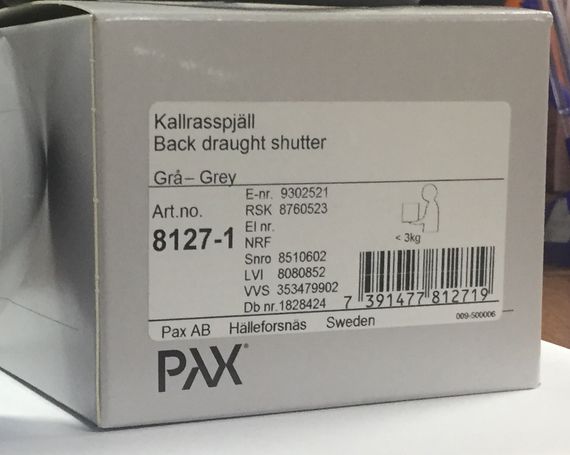 Kallrasspjäll
Back draught shutter
Grå– Grey
Art.no.
8127-1
E-nr. 9302521
RSK 8760523
El nr.
NRF
Snro 8510602
LVI 8080852
VVS 353479902
Db nr.1828424
< 3kg
7 391477 812719
009-500006
Pax AB Hälleforsnäs Sweden
PAX®